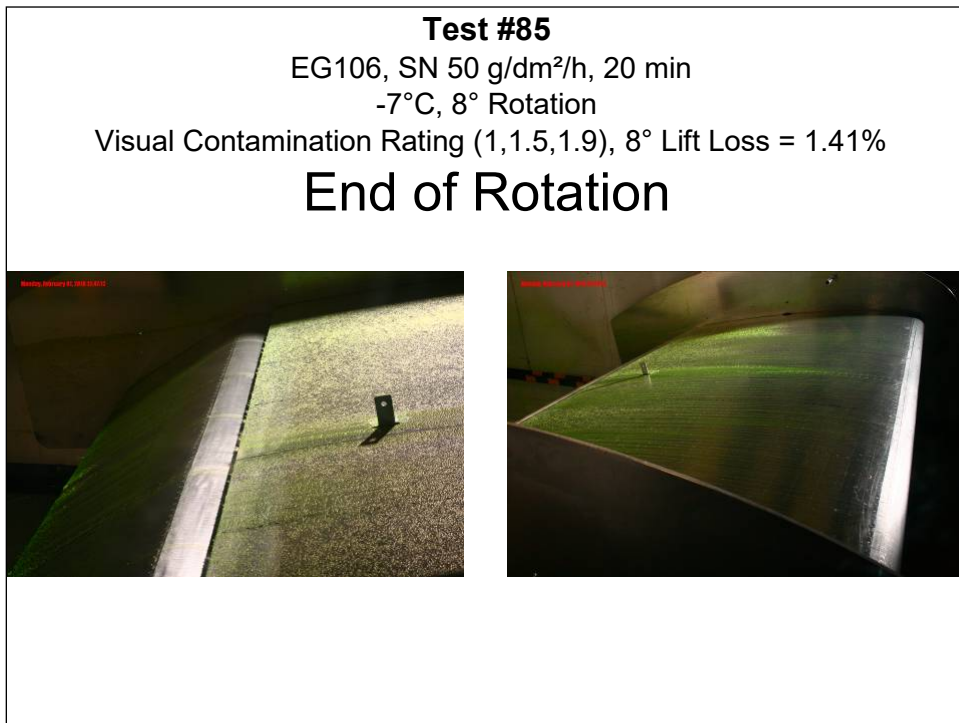 Test #85
EG106, SN 50 g/dm²/h, 20 min
-7°C, 8° Rotation
Visual Contamination Rating (1,1.5,1.9), 8° Lift Loss = 1.41%
End of Rotation